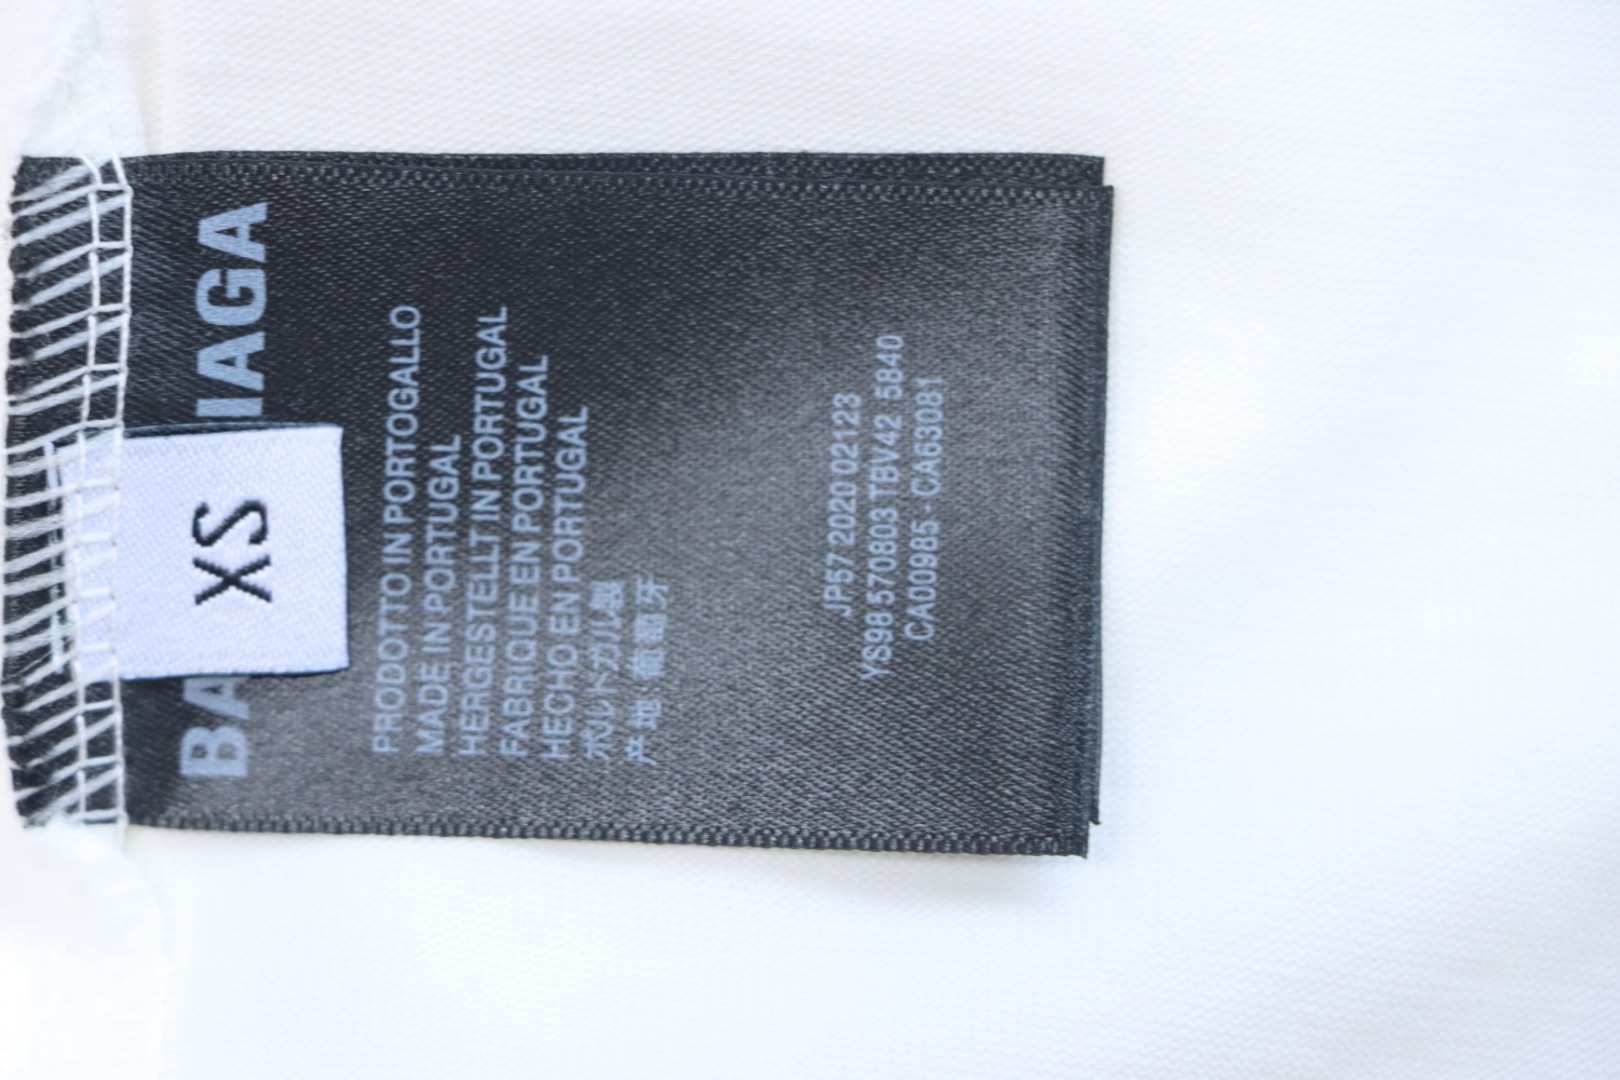 BA IAGA
XS
PRODOTTO IN PORTOGALLO
MADE IN PORTUGAL
HERGESTELLT IN PORTUGAL
FABRIQUE EN PORTUGAL
HECHO EN PORTUGAL
ポルトガル製
产地: 葡萄牙
JP57 2020 02123
YS98 570803 TBV42 5840
CA00985 - CA63081